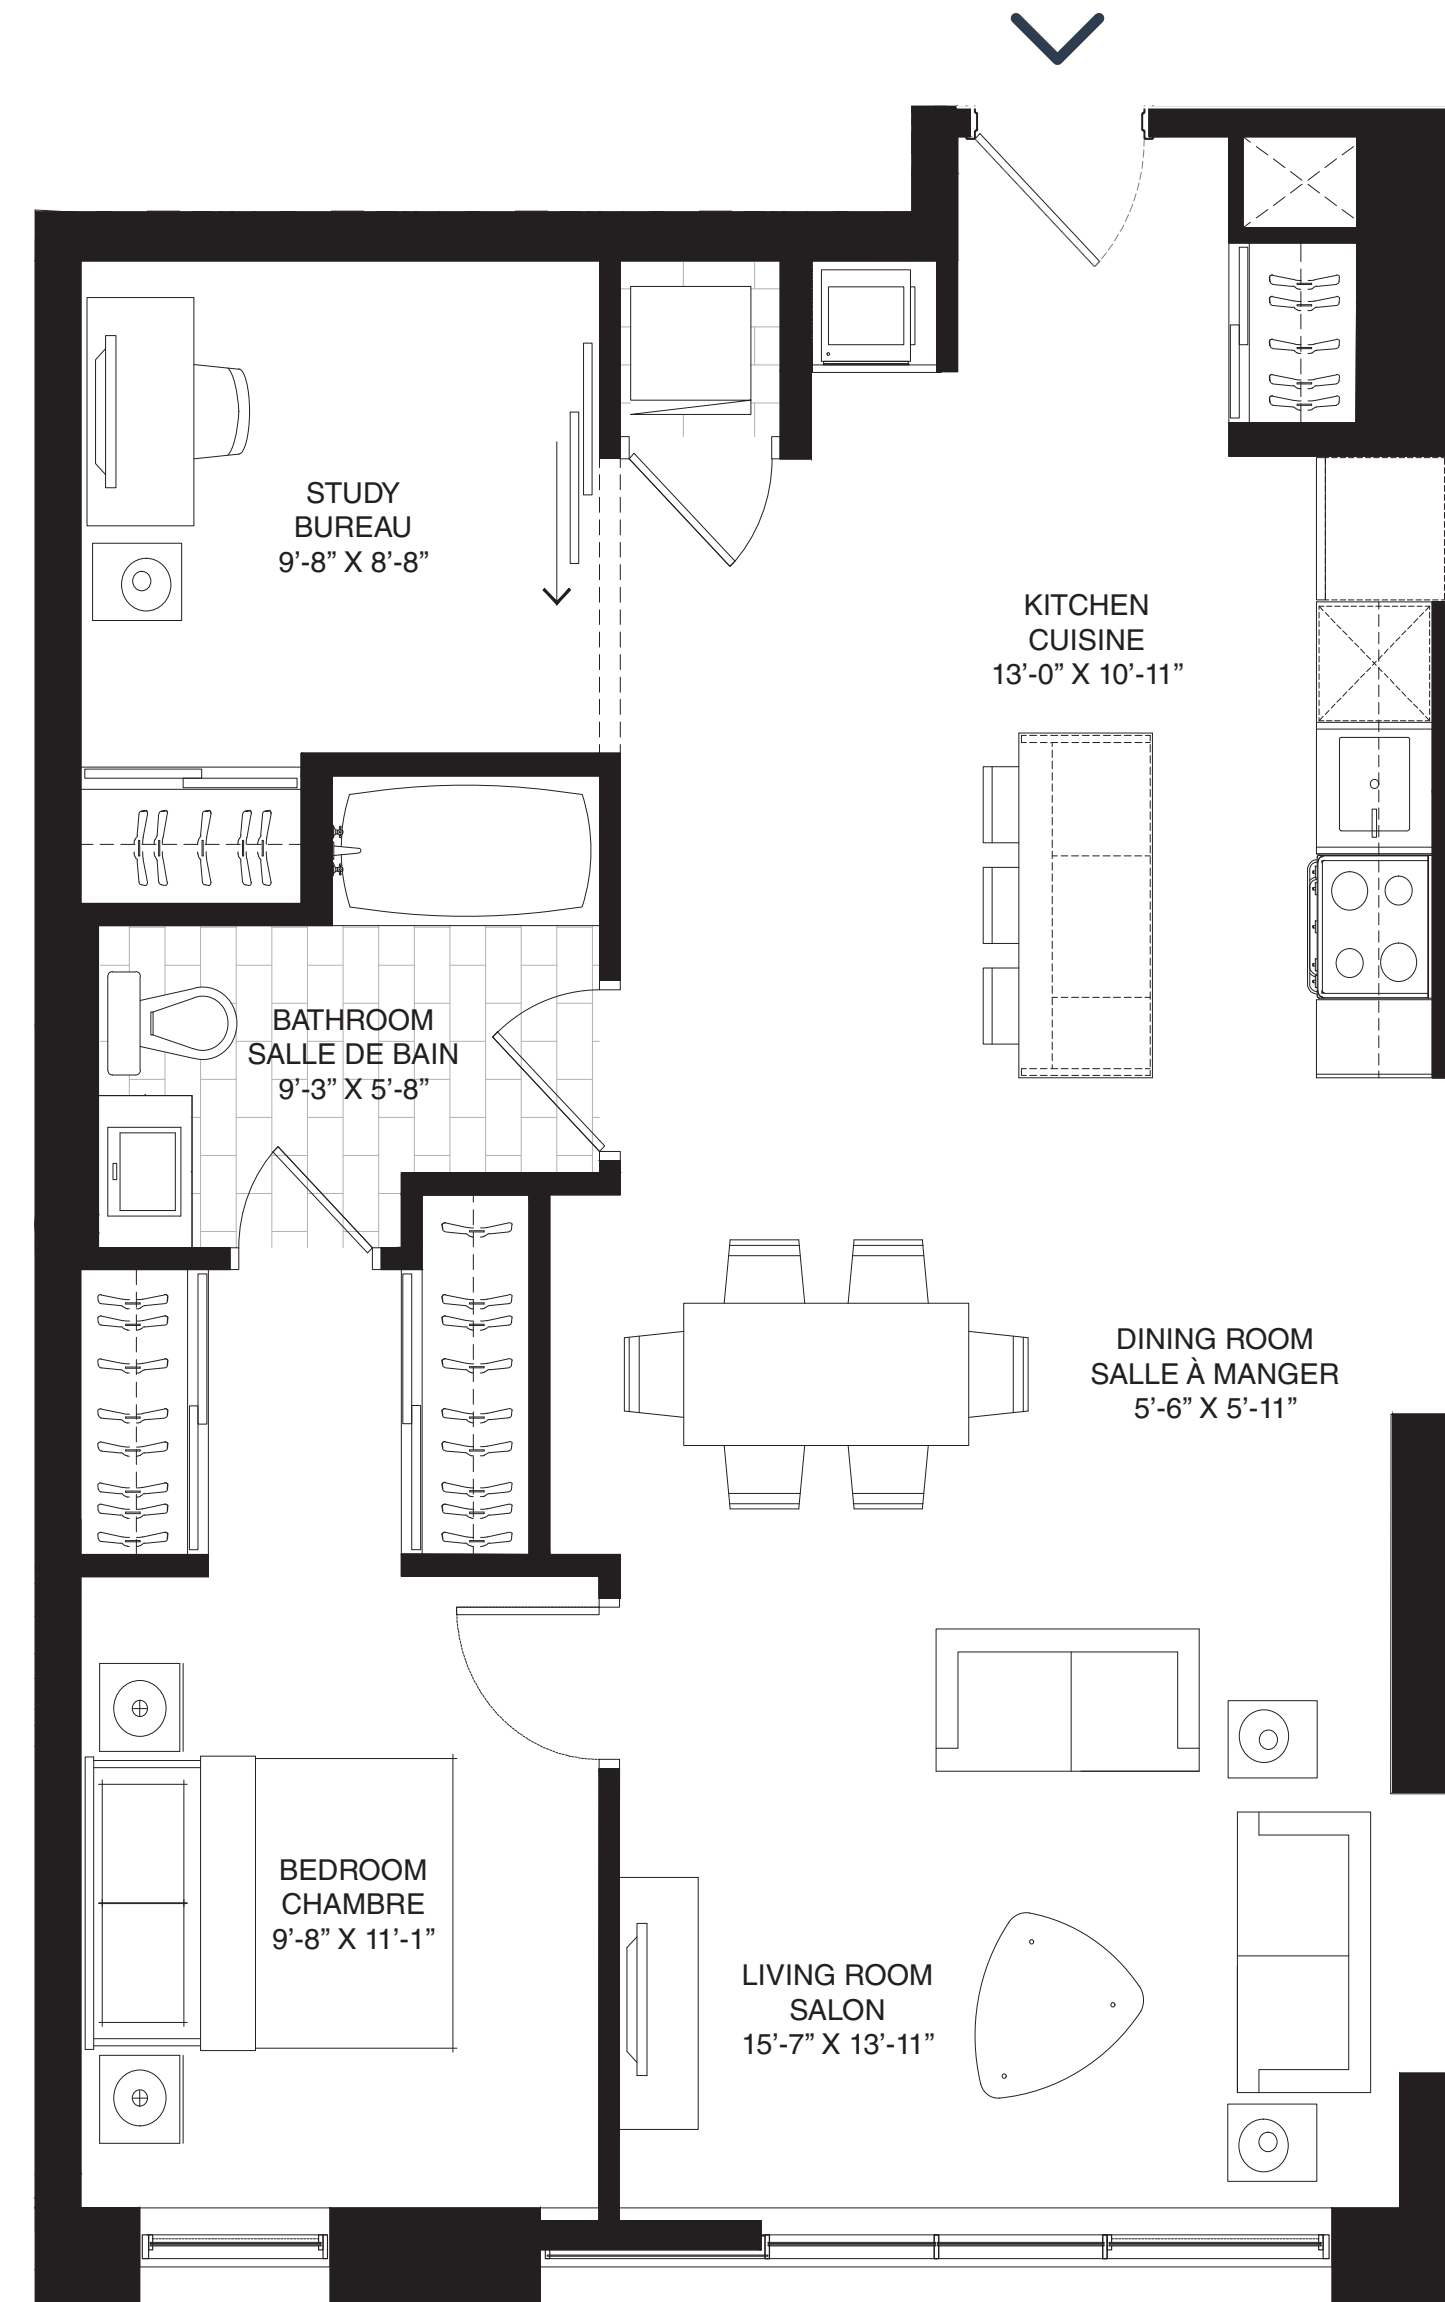 STUDY
BUREAU
9’-8” X 8’-8”
KITCHEN
CUISINE
13’-0” X 10’-11”
BATHROOM
SALLE DE BAIN
9’-3” X 5’-8”
DINING ROOM
SALLE À MANGER
5’-6” X 5’-11”
BEDROOM
CHAMBRE
9’-8” X 11’-1”
LIVING ROOM
SALON
15’-7” X 13’-11”